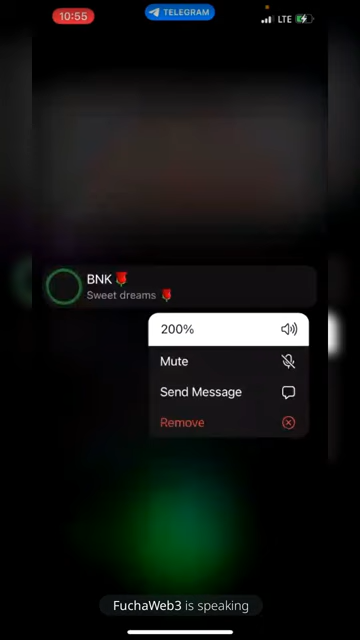 10:55
TELEGRAM
LTE
BNK🌹
Sweet dreams 🌹
200%
Mute
Send Message
Remove
FuchaWeb3 is speaking